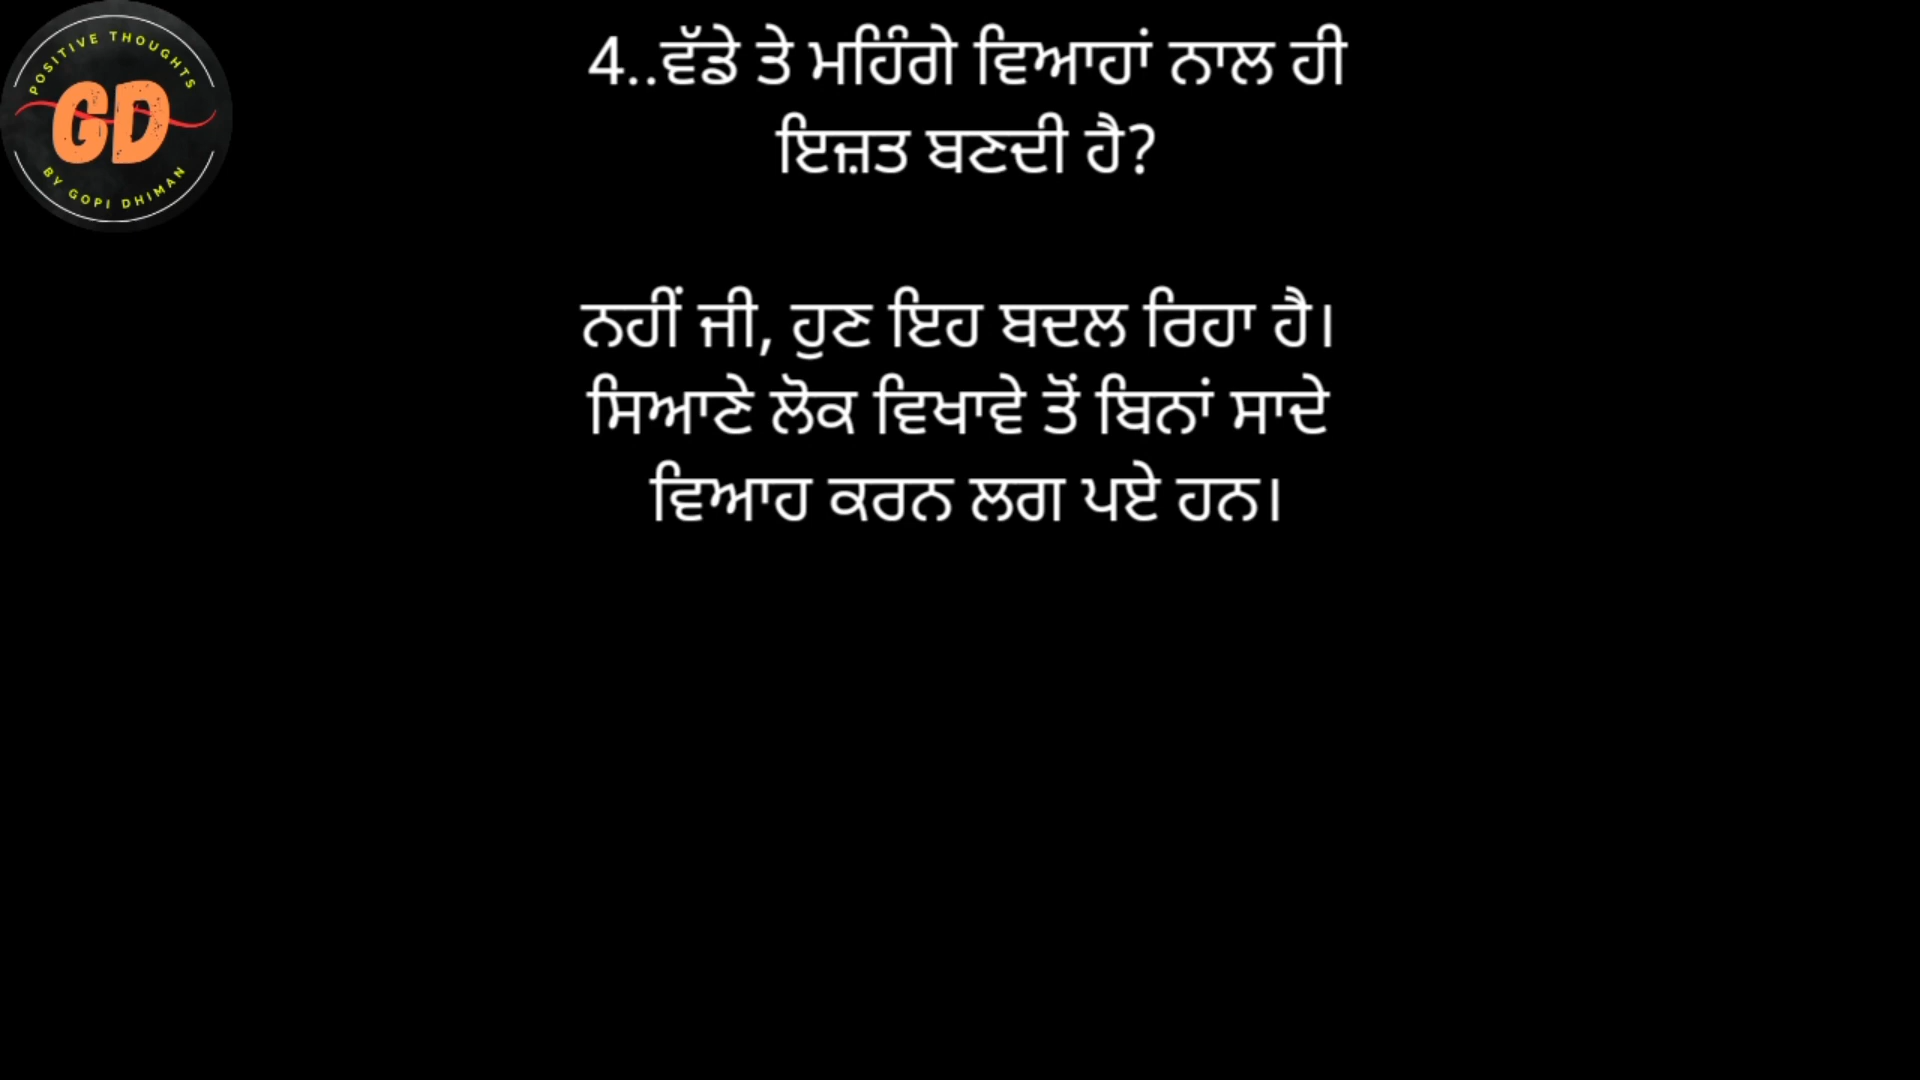 POSITIVE THOUGHTS
GD
BY GOPI DHIMAN
4..ਵੱਡੇ ਤੇ ਮਹਿੰਗੇ ਵਿਆਹਾਂ ਨਾਲ ਹੀ
ਇਜ਼ਤ ਬਣਦੀ ਹੈ?
ਨਹੀਂ ਜੀ, ਹੁਣ ਇਹ ਬਦਲ ਰਿਹਾ ਹੈ।
ਸਿਆਣੇ ਲੋਕ ਵਿਖਾਵੇ ਤੋਂ ਬਿਨਾਂ ਸਾਦੇ
ਵਿਆਹ ਕਰਨ ਲਗ ਪਏ ਹਨ।